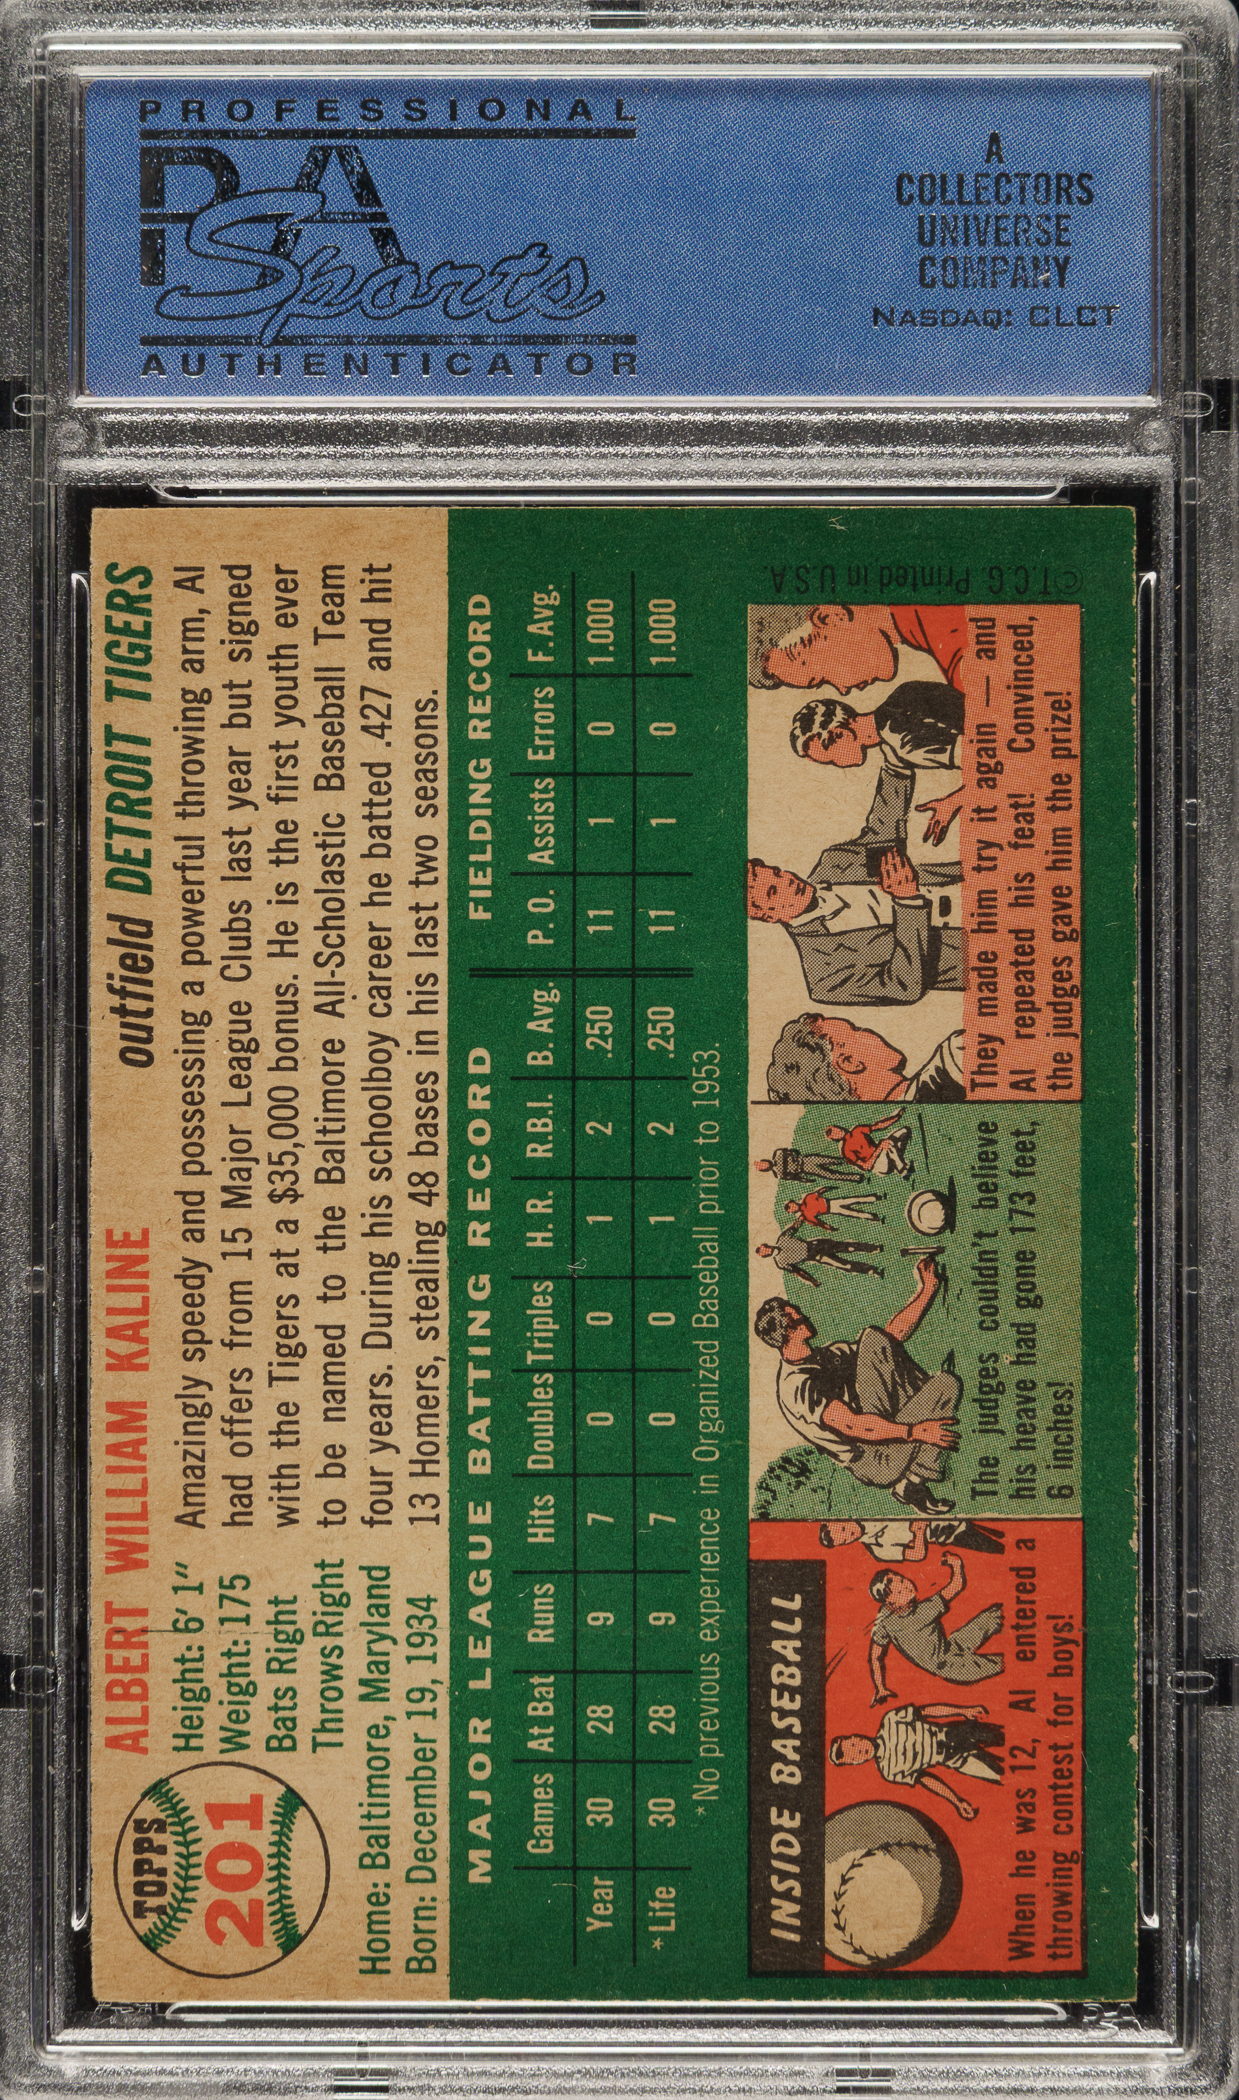 PROFESSIONAL
PSA
Sports
AUTHENTICATOR
A
COLLECTORS
UNIVERSE
COMPANY
NASDAQ: CLCT
TOPPS
201
ALBERT WILLIAM KALINE
outfield DETROIT TIGERS
Height: 6' 1"
Weight: 175
Bats Right
Throws Right
Home: Baltimore, Maryland
Born: December 19, 1934
Amazingly speedy and possessing a powerful throwing arm, Al
had offers from 15 Major League Clubs last year but signed
with the Tigers at a $35,000 bonus. He is the first youth ever
to be named to the Baltimore All-Scholastic Baseball Team
four years. During his schoolboy career he batted .427 and hit
13 Homers, stealing 48 bases in his last two seasons.
MAJOR LEAGUE BATTING RECORD FIELDING RECORD
Games At Bat Runs Hits Doubles Triples H. R. R.B.I. B. Avg. P. O. Assists Errors F. Avg.
Year 30 28 9 7 0 0 1 2 .250 11 1 0 1.000
*Life 30 28 9 7 0 0 1 2 .250 11 1 0 1.000
*No previous experience in Organized Baseball prior to 1953.
INSIDE BASEBALL
When he was 12, Al entered a
throwing contest for boys!
The judges couldn't believe
his heave had gone 173 feet,
6 inches!
They made him try it again — and
Al repeated his feat! Convinced,
the judges gave him the prize!
©T.C.G. Printed in U.S.A.
PSA